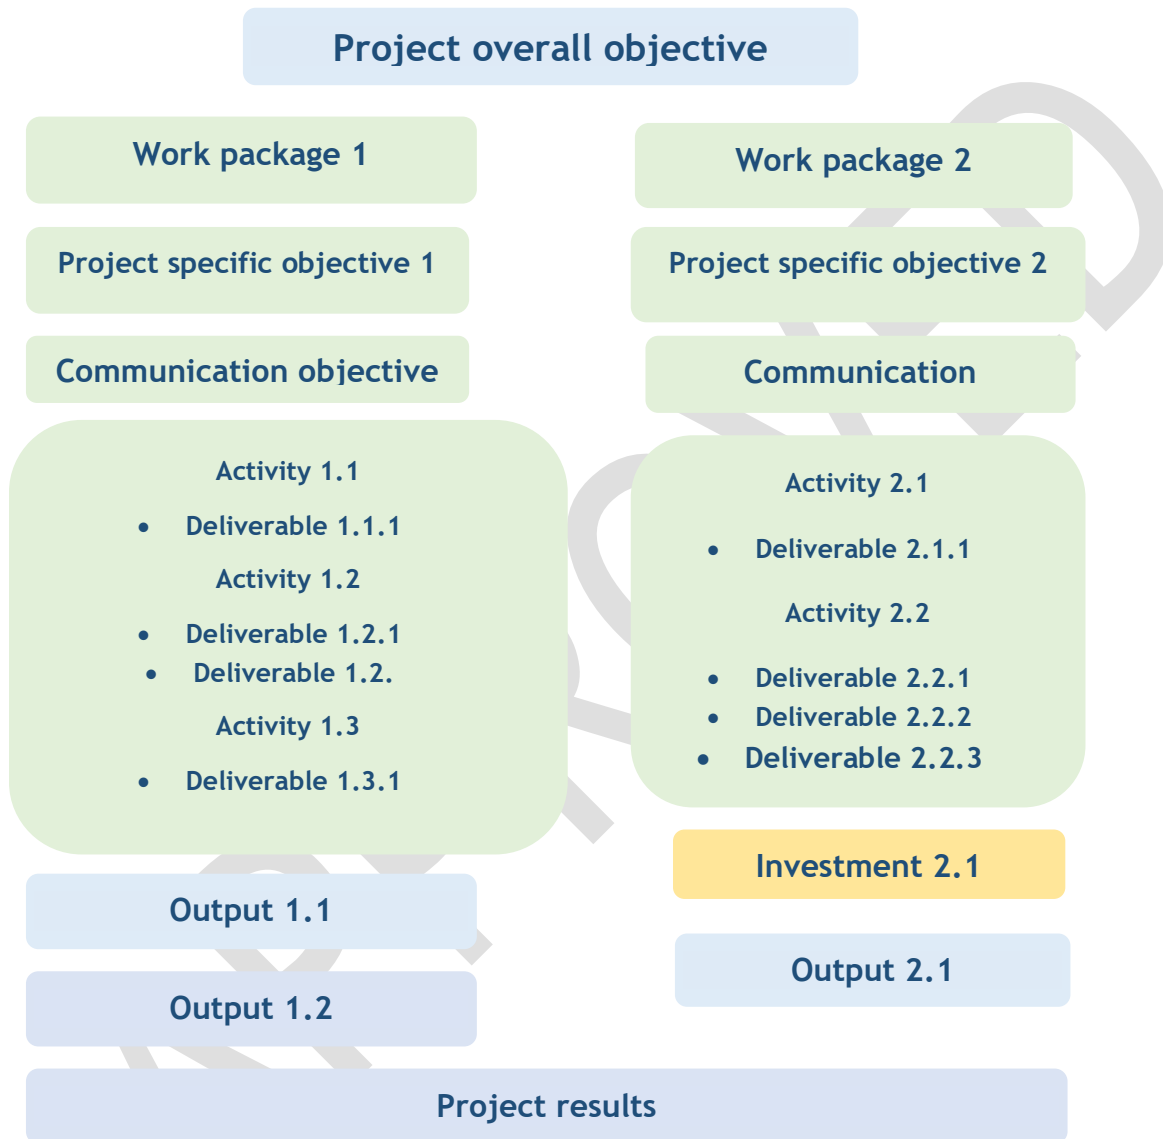 Project overall objective
Work package 1
Project specific objective 1
Communication objective
Activity 1.1
• Deliverable 1.1.1
Activity 1.2
• Deliverable 1.2.1
• Deliverable 1.2.
Activity 1.3
• Deliverable 1.3.1
Output 1.1
Output 1.2
Work package 2
Project specific objective 2
Communication
Activity 2.1
• Deliverable 2.1.1
Activity 2.2
• Deliverable 2.2.1
• Deliverable 2.2.2
• Deliverable 2.2.3
Investment 2.1
Output 2.1
Project results